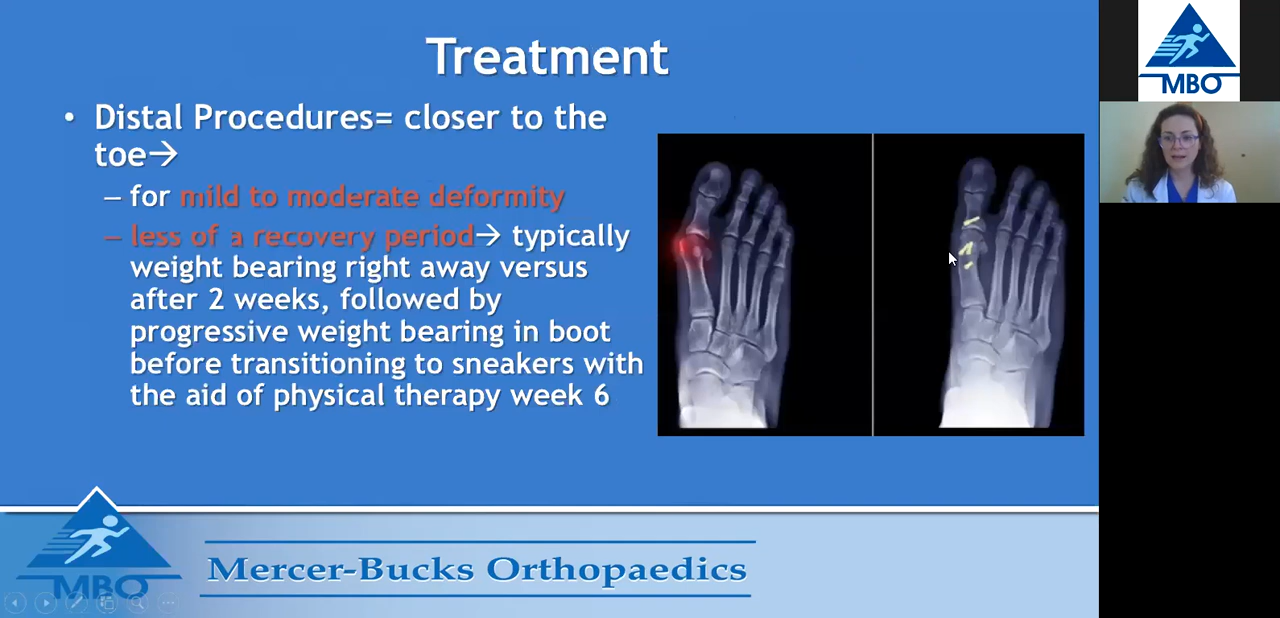 Treatment
• Distal Procedures= closer to the
toe→
– for mild to moderate deformity
– less of a recovery period→ typically
weight bearing right away versus
after 2 weeks, followed by
progressive weight bearing in boot
before transitioning to sneakers with
the aid of physical therapy week 6
MBO
MBO
Mercer-Bucks Orthopaedics